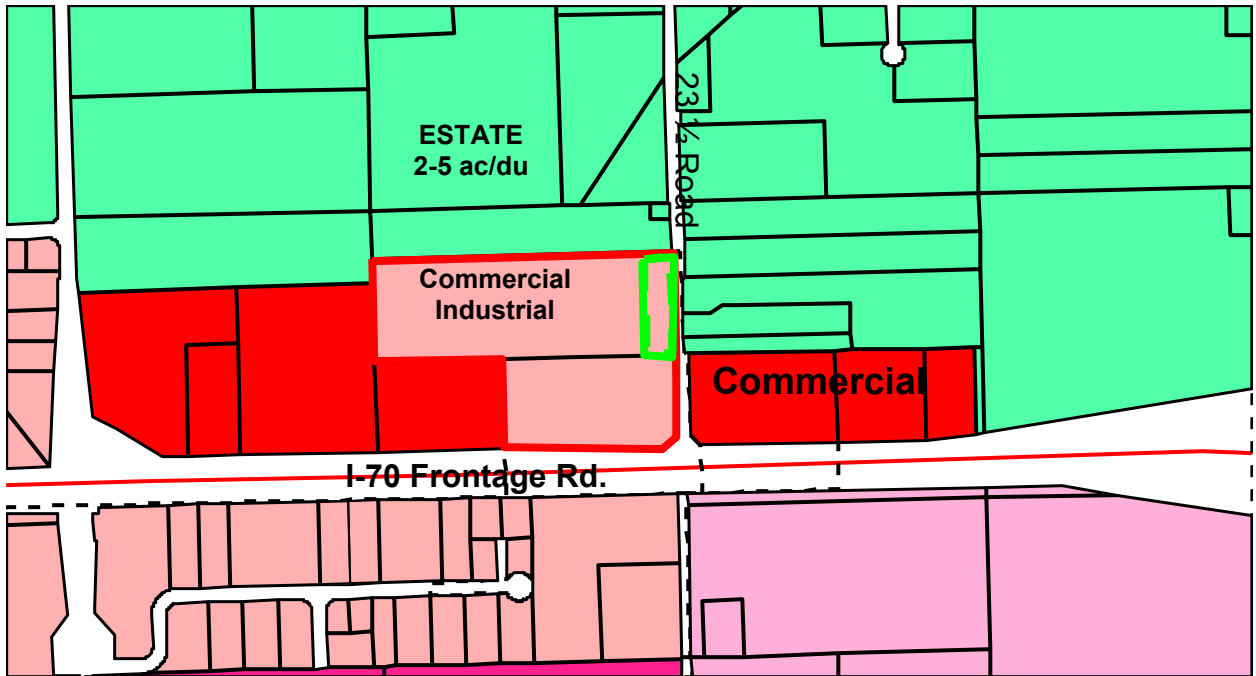 23 ½ Road
ESTATE
2-5 ac/du
Commercial
Industrial
Commercial
I-70 Frontage Rd.